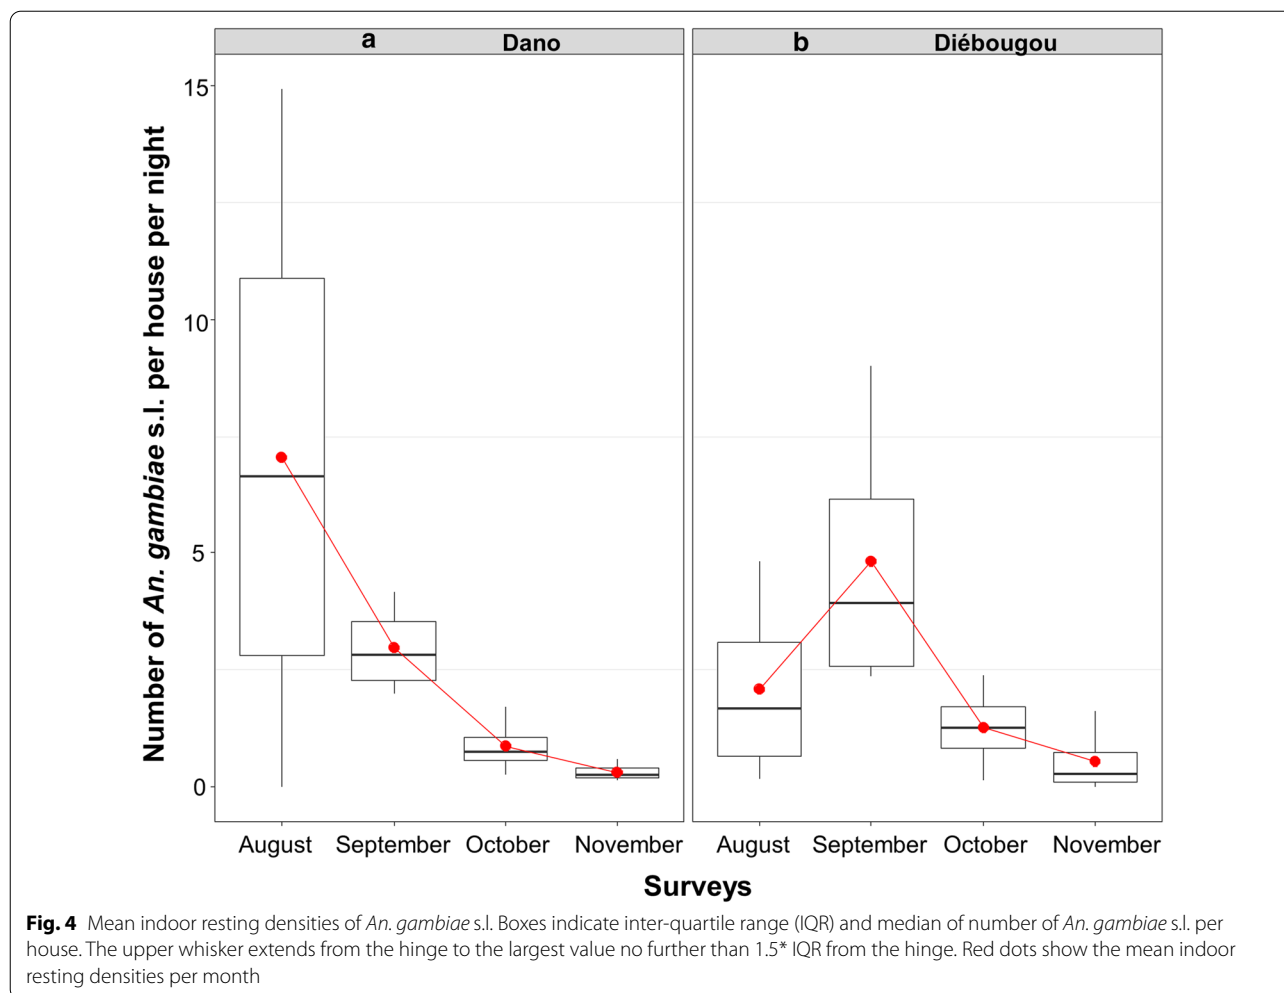 a Dano
b Diébougou
Number of An. gambiae s.l. per house per night
15
10
5
0
August September October November
August September October November
Surveys
Fig. 4 Mean indoor resting densities of An. gambiae s.l. Boxes indicate inter-quartile range (IQR) and median of number of An. gambiae s.l. per
house. The upper whisker extends from the hinge to the largest value no further than 1.5* IQR from the hinge. Red dots show the mean indoor
resting densities per month